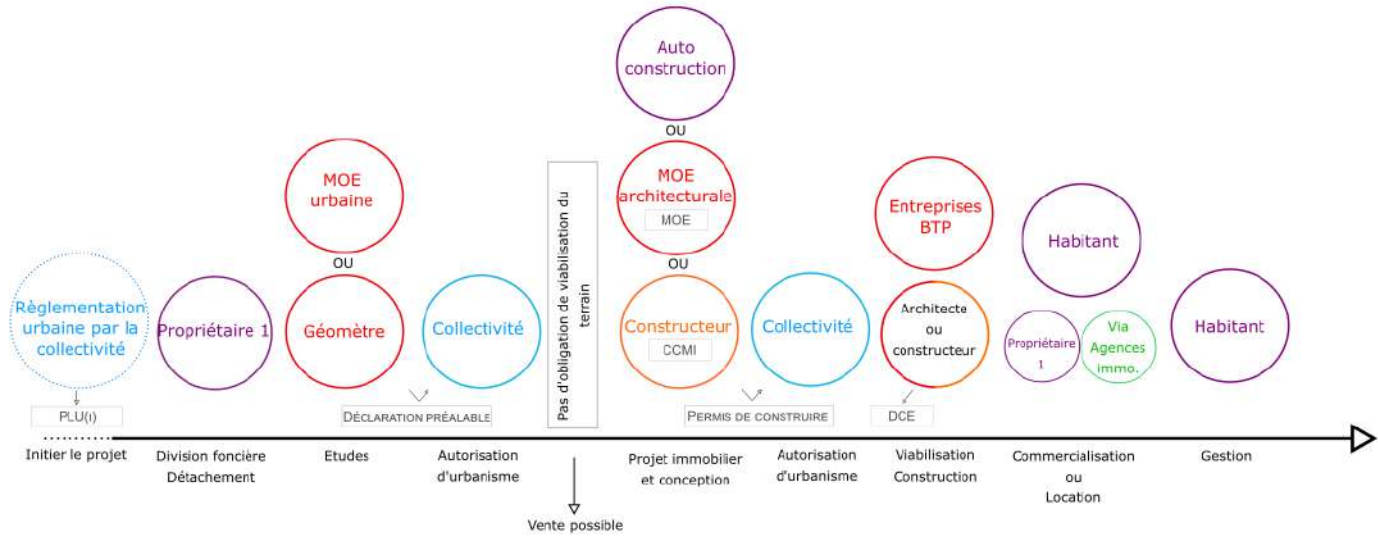 Auto
construction
OU
MOE
urbaine
OU
MOE
architecturale
MOE
OU
Entreprises
BTP
Habitant
Règlementation
urbaine par la
collectivité
PLU(I)
Propriétaire 1
Géomètre
Collectivité
DÉCLARATION PRÉALABLE
Pas d'obligation de viabilisation du
terrain
Constructeur
CCMI
Collectivité
PERMIS DE CONSTRUIRE
Architecte
ou
constructeur
DCE
Propriétaire
1
Via
Agences
immo.
Habitant
Initier le projet
Division foncière
Détachement
Etudes
Autorisation
d'urbanisme
Vente possible
Projet immobilier
et conception
Autorisation
d'urbanisme
Viabilisation
Construction
Commercialisation
ou
Location
Gestion